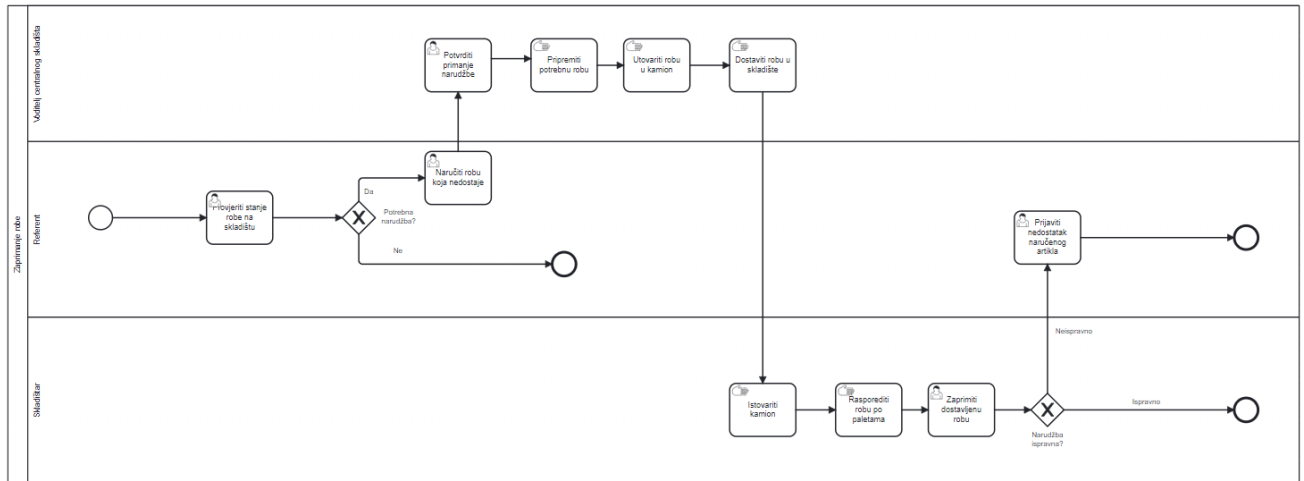 Zaprimanje robe
Voditelj centralnog skladišta
Potvrditi
primanje
narudžbe
Pripremiti
potrebnu robu
Utovariti robu
u kamion
Dostaviti robu u
skladište
Referent
Provjeriti stanje
robe na
skladištu
Potrebna
narudžba?
Da
Ne
Naručiti robu
koja nedostaje
Prijaviti
nedostatak
naručenog
artikla
Skladištar
Istovariti
kamion
Rasporediti
robu po
paletama
Zaprimiti
dostavljenu
robu
Narudžba
ispravna?
Neispravno
Ispravno